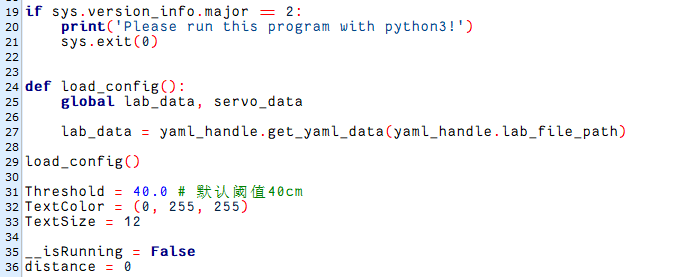 19 if sys.version_info.major == 2:
20     print('Please run this program with python3!')
21     sys.exit(0)
22
23
24 def load_config():
25     global lab_data, servo_data
26
27     lab_data = yaml_handle.get_yaml_data(yaml_handle.lab_file_path)
28
29 load_config()
30
31 Threshold = 40.0 # 默认阈值40cm
32 TextColor = (0, 255, 255)
33 TextSize = 12
34
35 __isRunning = False
36 distance = 0